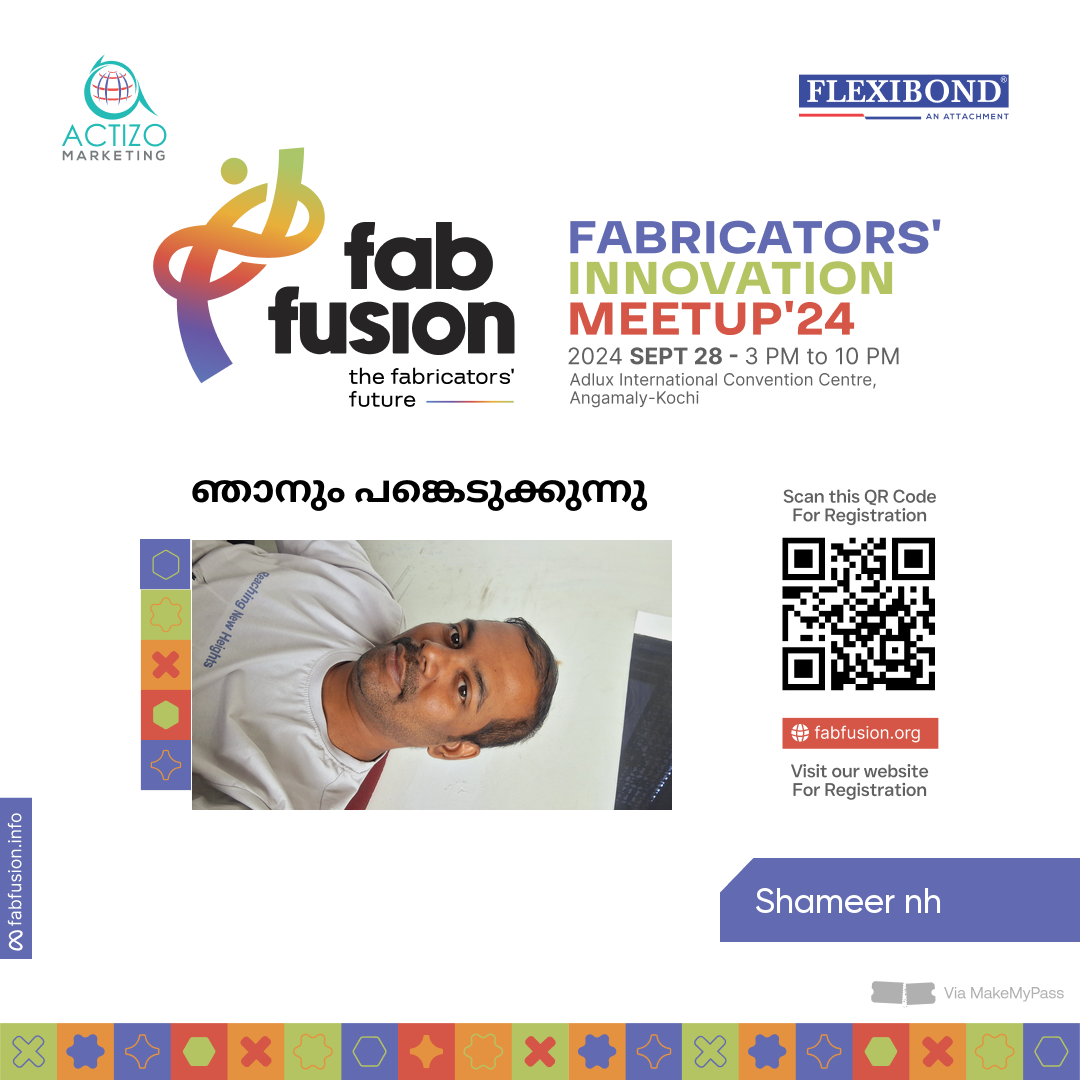 ACTIZO
MARKETING
FLEXIBOND®
AN ATTACHMENT
fab
fusion
the fabricators'
future
FABRICATORS'
INNOVATION
MEETUP'24
2024 SEPT 28 - 3 PM to 10 PM
Adlux International Convention Centre,
Angamaly-Kochi
ഞാനും പങ്കെടുക്കുന്നു
Reaching New Heights
Scan this QR Code
For Registration
fabfusion.org
Visit our website
For Registration
fabfusion.info
Shameer nh
Via MakeMyPass